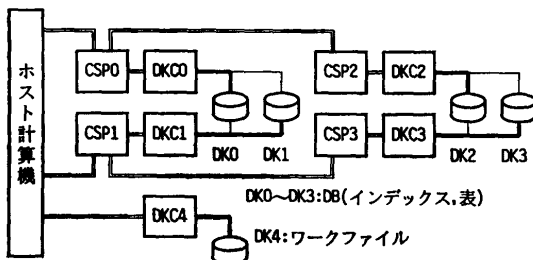 ホスト計算機
CSP0
DKC0
CSP2
DKC2
CSP1
DKC1
CSP3
DKC3
DK0
DK1
DK2
DK3
DK0~DK3:DB(インデックス,表)
DKC4
DK4:ワークファイル